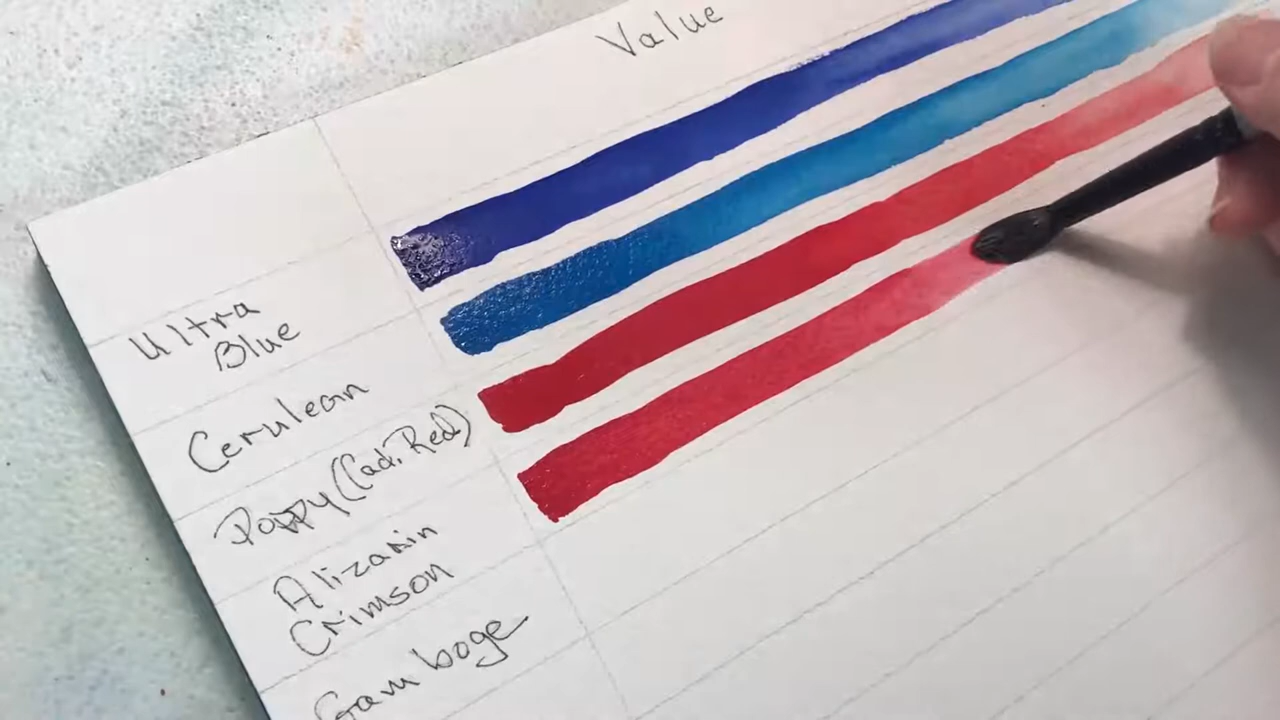 Value
Ultra
Blue
Cerulean
Poppy (Cad. Red)
Alizarin
Crimson
Gamboge